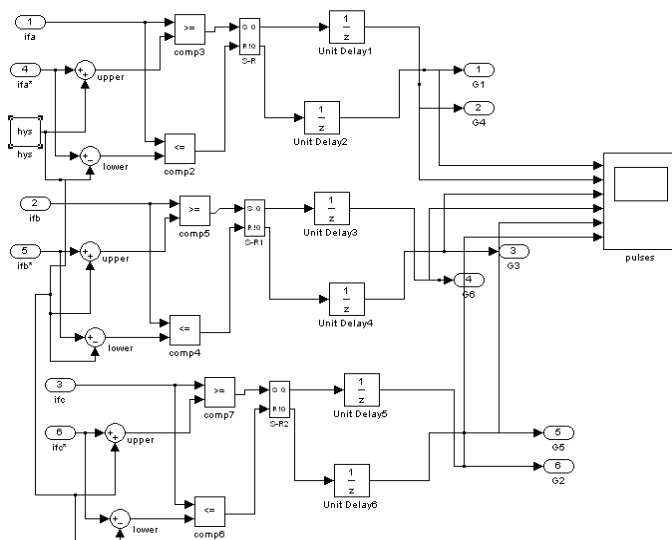 1
ifa
>=
comp3
S Q
R !Q
S-R
1
z
Unit Delay1
4
ifa*
upper
1
G1
hys
hys
1
z
Unit Delay2
2
G4
lower
<=
comp2
2
ifb
>=
comp5
S Q
R !Q
S-R1
1
z
Unit Delay3
pulses
5
ifb*
upper
3
G3
4
G6
1
z
Unit Delay4
lower
<=
comp4
3
ifc
>=
comp7
S Q
R !Q
S-R2
1
z
Unit Delay5
6
ifc*
upper
5
G5
6
G2
1
z
Unit Delay6
lower
<=
comp6